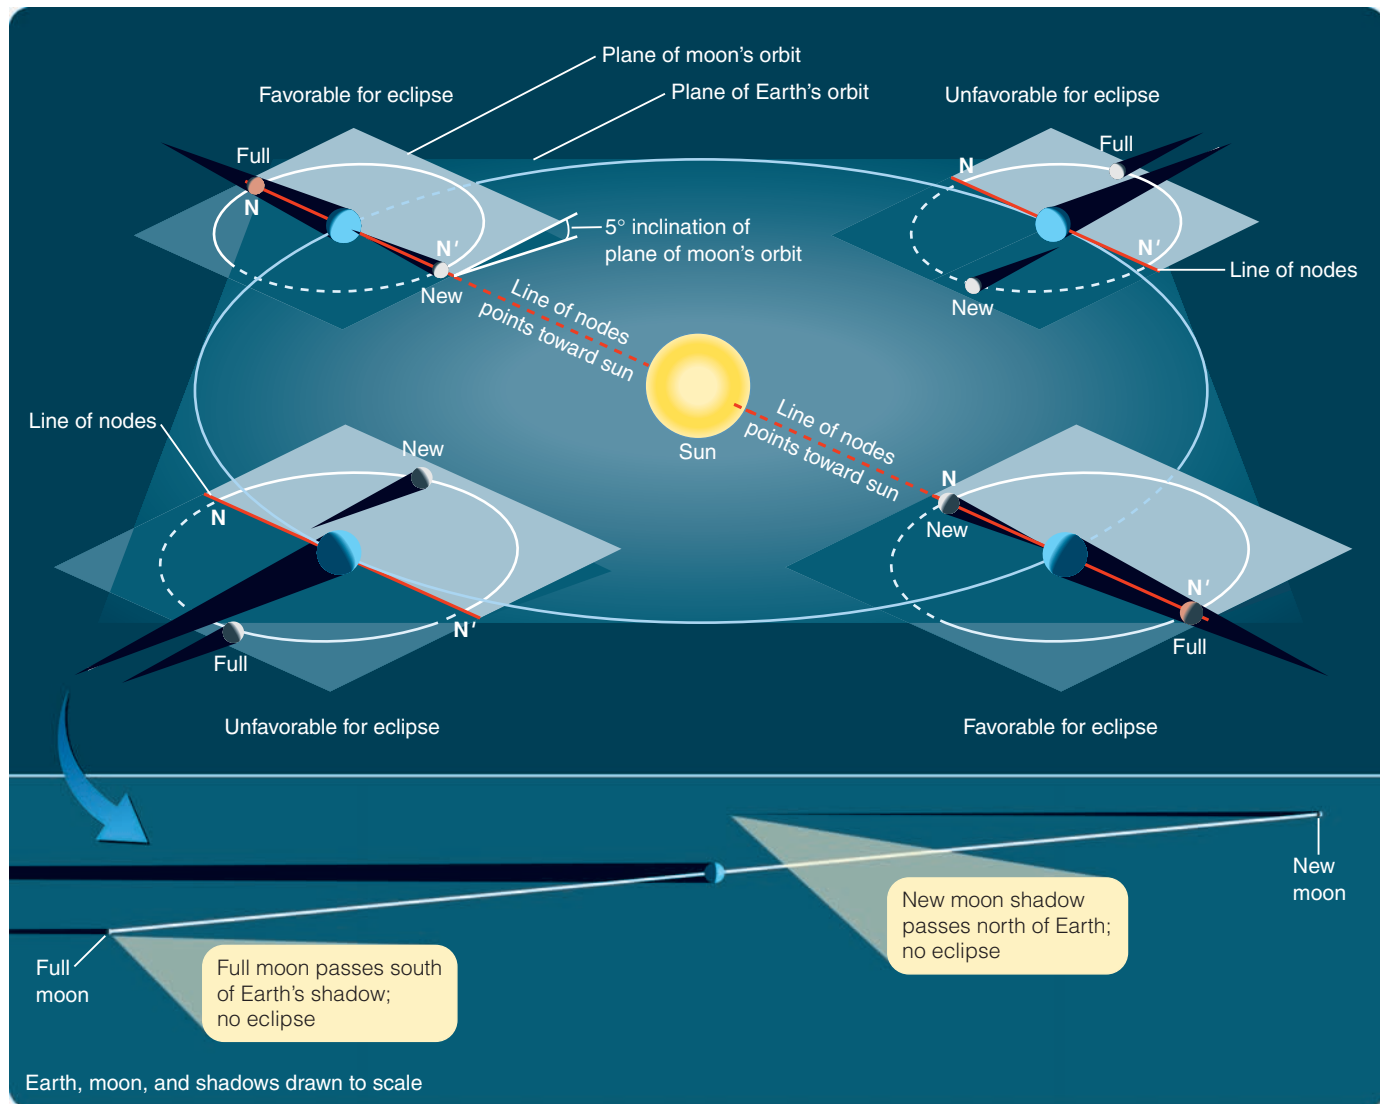 Plane of moon's orbit
Plane of Earth's orbit
Favorable for eclipse
Unfavorable for eclipse
Full
N
N′
New
5° inclination of
plane of moon's orbit
Line of nodes
points toward sun
Full
N
N′
New
Line of nodes
Sun
Line of nodes
New
N
N′
Full
Line of nodes
points toward sun
N
New
N′
Full
Unfavorable for eclipse
Favorable for eclipse
New
moon
New moon shadow
passes north of Earth;
no eclipse
Full
moon
Full moon passes south
of Earth's shadow;
no eclipse
Earth, moon, and shadows drawn to scale